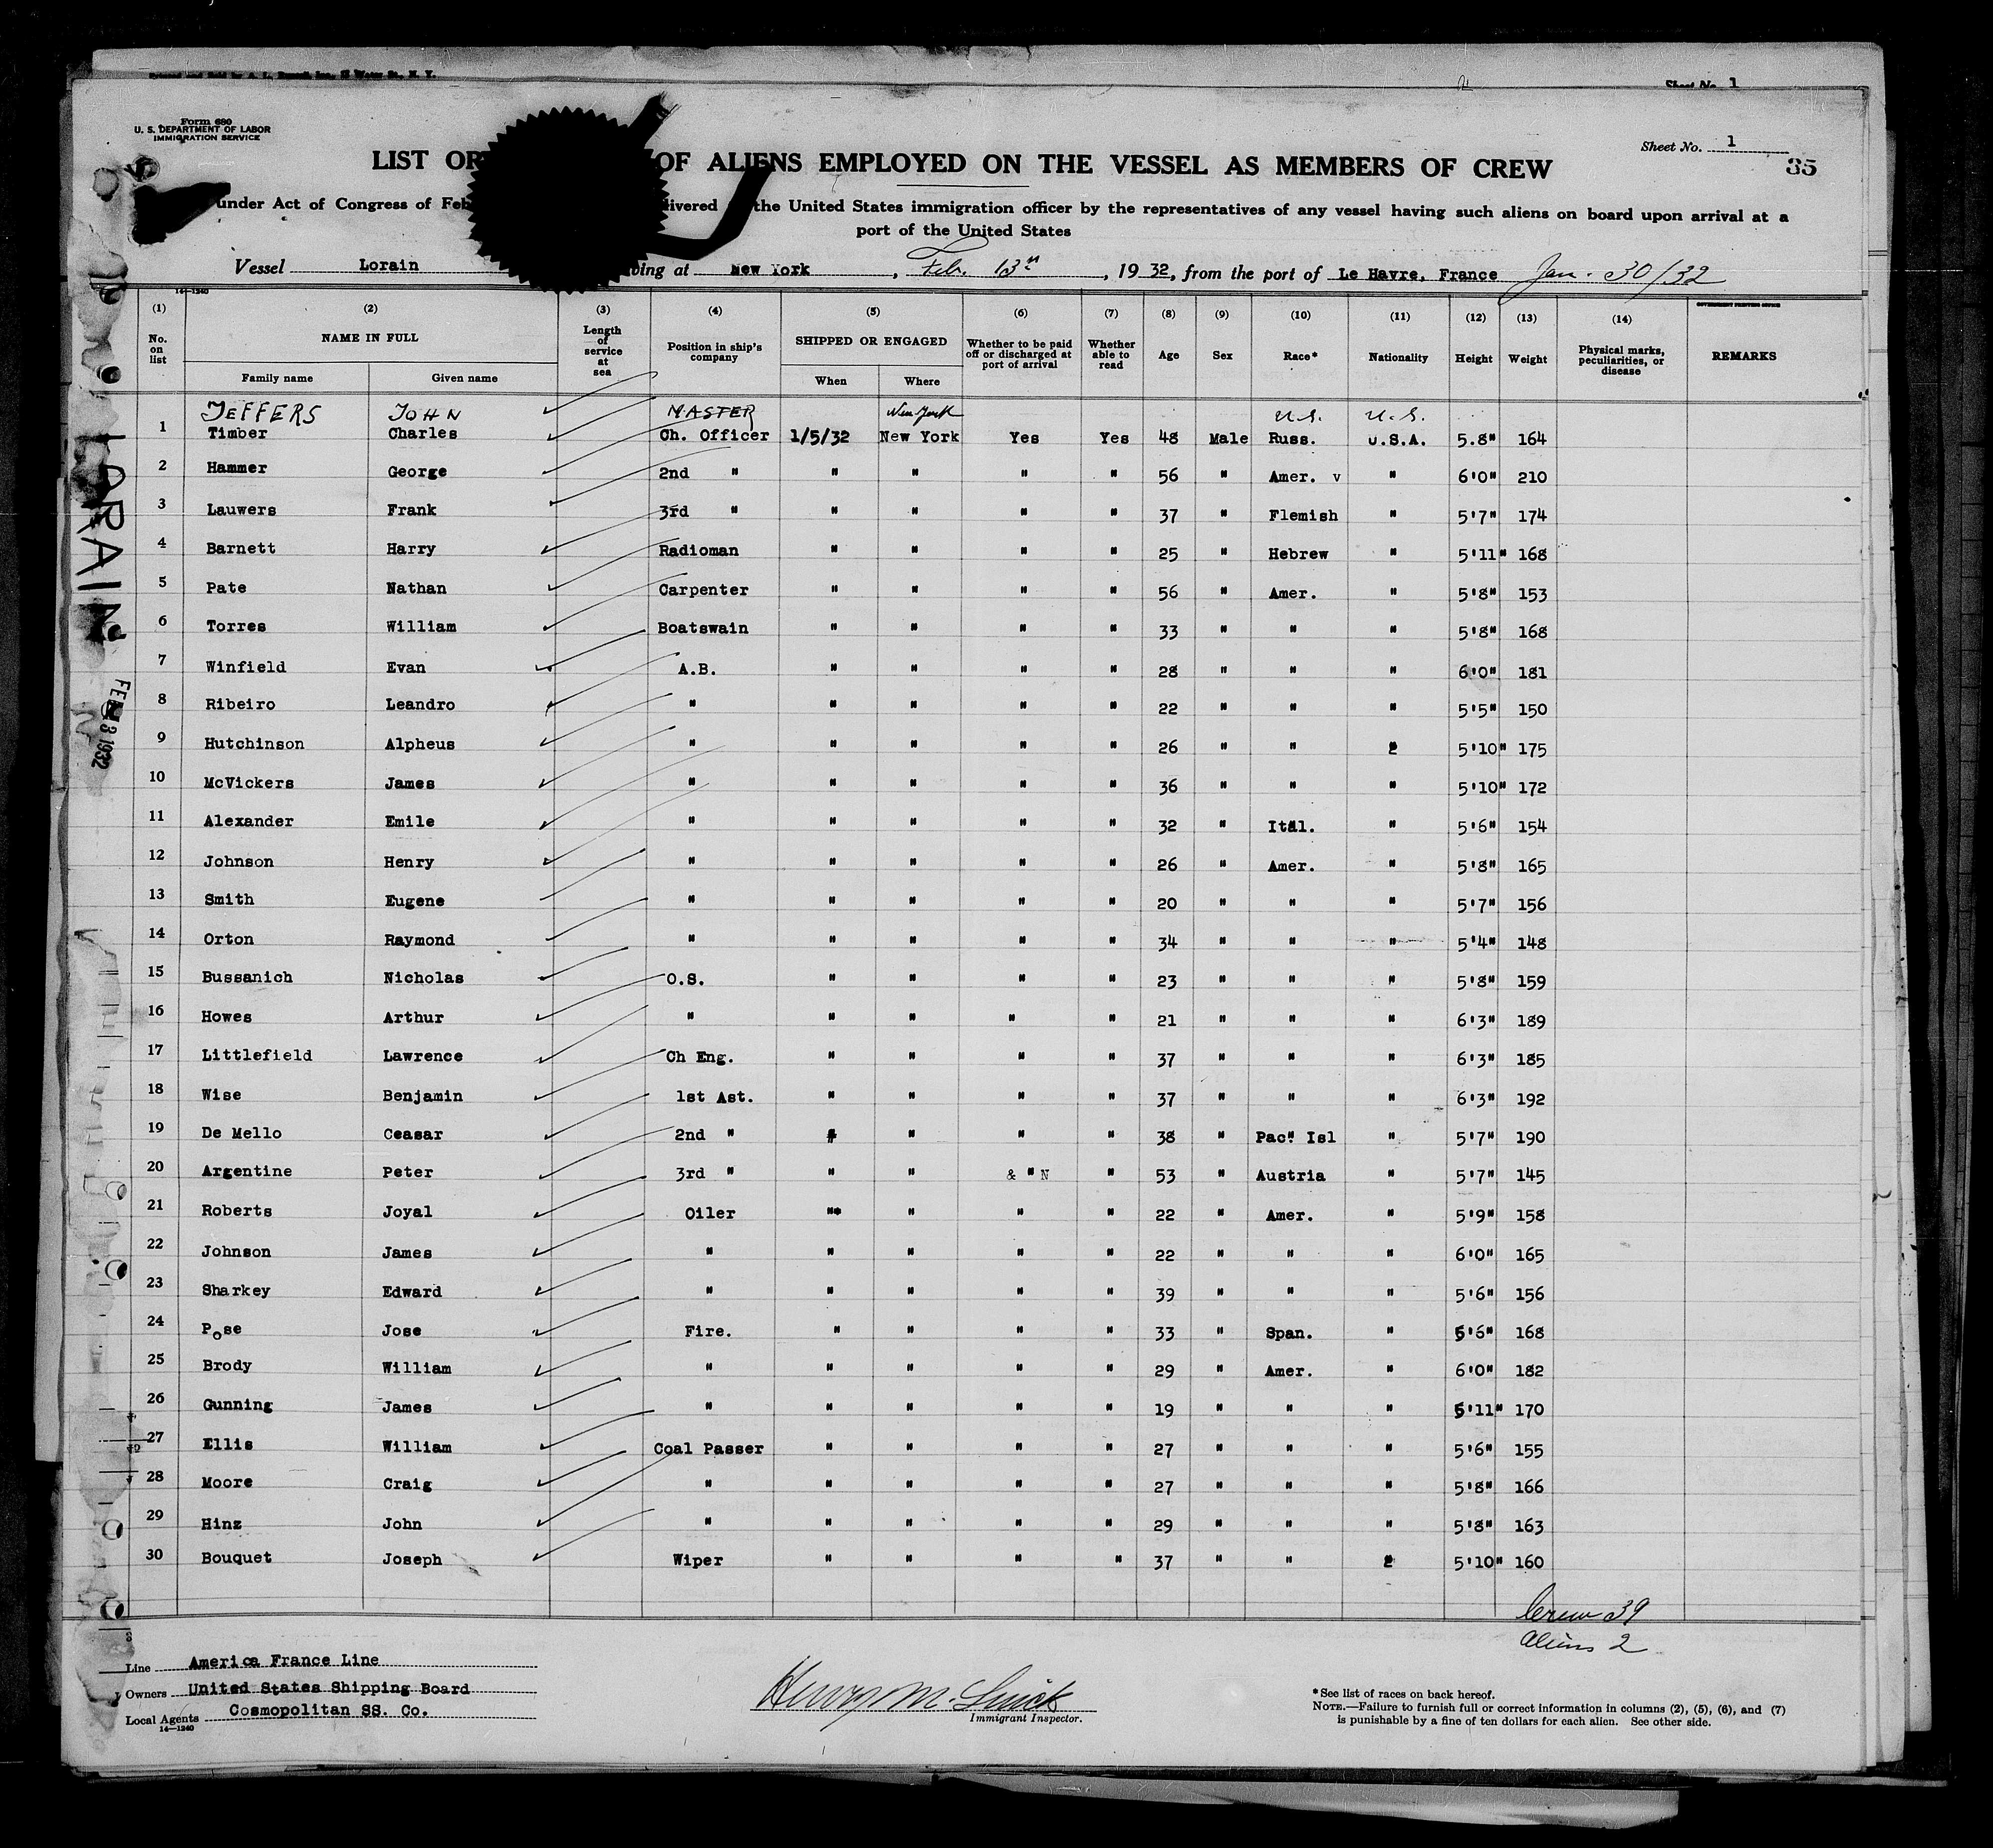 Sheet No. 1
Form 680
U. S. DEPARTMENT OF LABOR
IMMIGRATION SERVICE
Sheet No. 1
35
LIST OR OF ALIENS EMPLOYED ON THE VESSEL AS MEMBERS OF CREW
under Act of Congress of Feb livered the United States immigration officer by the representatives of any vessel having such aliens on board upon arrival at a
port of the United States
Vessel Lorain ving at New York, Feb. 13th, 1932, from the port of Le Havre, France Jan. 30/32
14-1240
GOVERNMENT PRINTING OFFICE
(1) (2) (3) (4) (5) (6) (7) (8) (9) (10) (11) (12) (13) (14)
No. on list NAME IN FULL Length of service at sea Position in ship's company SHIPPED OR ENGAGED Whether to be paid off or discharged at port of arrival Whether able to read Age Sex Race* Nationality Height Weight Physical marks, peculiarities, or disease REMARKS
Family name Given name When Where
JEFFERS JOHN MASTER New York U.S. U.S.
1 Timber Charles Ch. Officer 1/5/32 New York Yes Yes 48 Male Russ. U.S.A. 5.8" 164
2 Hammer George 2nd " " " " " 56 " Amer. v " 6'0" 210
3 Lauwers Frank 3rd " " " " " 37 " Flemish " 5'7" 174
4 Barnett Harry Radioman " " " " 25 " Hebrew " 5'11" 168
5 Pate Nathan Carpenter " " " " 56 " Amer. " 5'8" 153
6 Torres William Boatswain " " " " 33 " " " 5'8" 168
7 Winfield Evan A.B. " " " " 28 " " " 6'0" 181
8 Ribeiro Leandro " " " " " 22 " " " 5'5" 150
9 Hutchinson Alpheus " " " " " 26 " " " 5'10" 175
10 McVickers James " " " " " 36 " " " 5'10" 172
11 Alexander Emile " " " " " 32 " Ital. " 5'6" 154
12 Johnson Henry " " " " " 26 " Amer. " 5'8" 165
13 Smith Eugene " " " " " 20 " " " 5'7" 156
14 Orton Raymond " " " " " 34 " " " 5'4" 148
15 Bussanich Nicholas O.S. " " " " 23 " " " 5'8" 159
16 Howes Arthur " " " " " 21 " " " 6'3" 189
17 Littlefield Lawrence Ch Eng. " " " " 37 " " " 6'3" 185
18 Wise Benjamin 1st Ast. " " " " 37 " " " 6'3" 192
19 De Mello Ceasar 2nd " " " " " 38 " Pac. Isl " 5'7" 190
20 Argentine Peter 3rd " " " & " N " 53 " Austria " 5'7" 145
21 Roberts Joyal Oiler " " " " 22 " Amer. " 5'9" 158
22 Johnson James " " " " " 22 " " " 6'0" 165
23 Sharkey Edward " " " " " 39 " " " 5'6" 156
24 Pose Jose Fire. " " " " 33 " Span. " 5'6" 168
25 Brody William " " " " " 29 " Amer. " 6'0" 182
26 Gunning James " " " " " 19 " " " 5'11" 170
27 Ellis William Coal Passer " " " " 27 " " " 5'6" 155
28 Moore Craig " " " " " 27 " " " 5'8" 166
29 Hinz John " " " " " 29 " " " 5'8" 163
30 Bouquet Joseph Wiper " " " " 37 " " " 5'10" 160
LORAIN
1932
Crew 39
Aliens 2
Line America France Line
Owners United States Shipping Board
Local Agents Cosmopolitan SS. Co.
14-1240
Immigrant Inspector.
*See list of races on back hereof.
NOTE.—Failure to furnish full or correct information in columns (2), (5), (6), and (7)
is punishable by a fine of ten dollars for each alien. See other side.